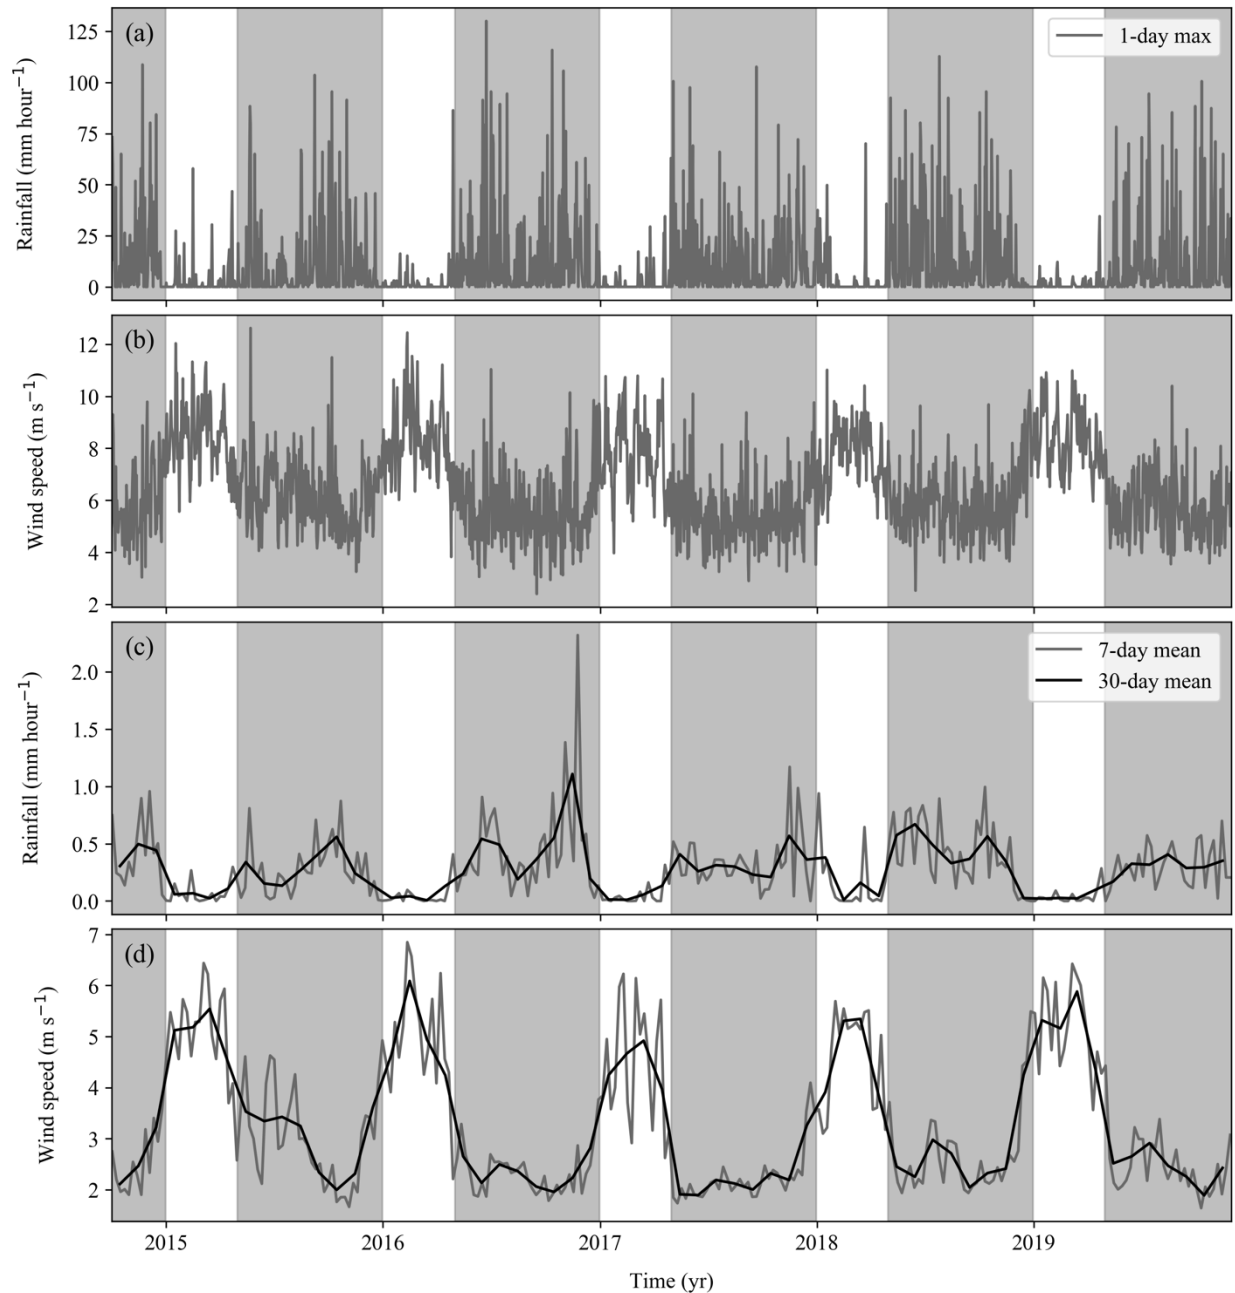 (a)
1-day max
Rainfall (mm hour⁻¹)
125
100
75
50
25
0
(b)
Wind speed (m s⁻¹)
12
10
8
6
4
2
(c)
7-day mean
30-day mean
Rainfall (mm hour⁻¹)
2.0
1.5
1.0
0.5
0.0
(d)
Wind speed (m s⁻¹)
7
6
5
4
3
2
2015 2016 2017 2018 2019
Time (yr)